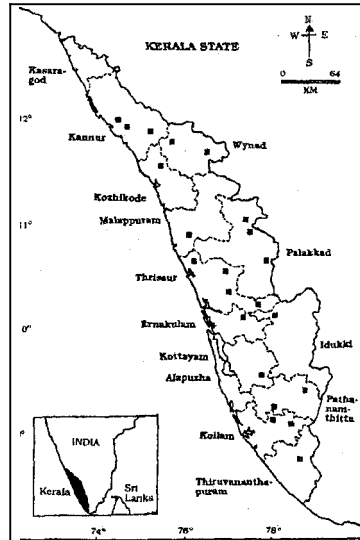 KERALA STATE
N
W E
S
0 64
KM
Kasara-
god
12°
Kannur
Wynad
Kozhikode
Malappuram
11°
Palakkad
Thrissur
Ernakulam
0°
Idukki
Kottayam
Alapuzha
Patha-
nam-
thitta
Kollam
Thiruvanantha-
puram
INDIA
Kerala
Sri
Lanka
74° 76° 78°